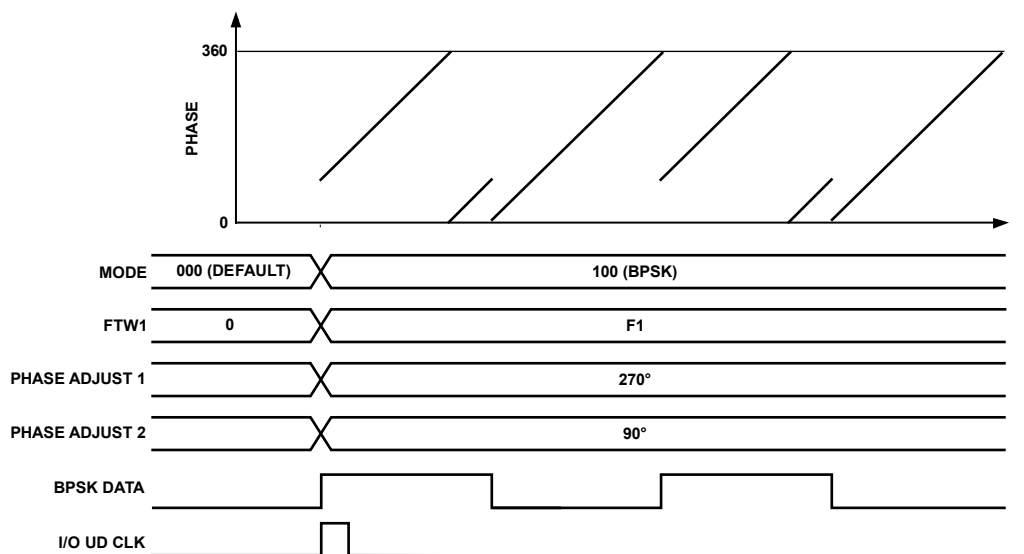 360
PHASE
0
MODE 000 (DEFAULT) 100 (BPSK)
FTW1 0 F1
PHASE ADJUST 1 270°
PHASE ADJUST 2 90°
BPSK DATA
I/O UD CLK